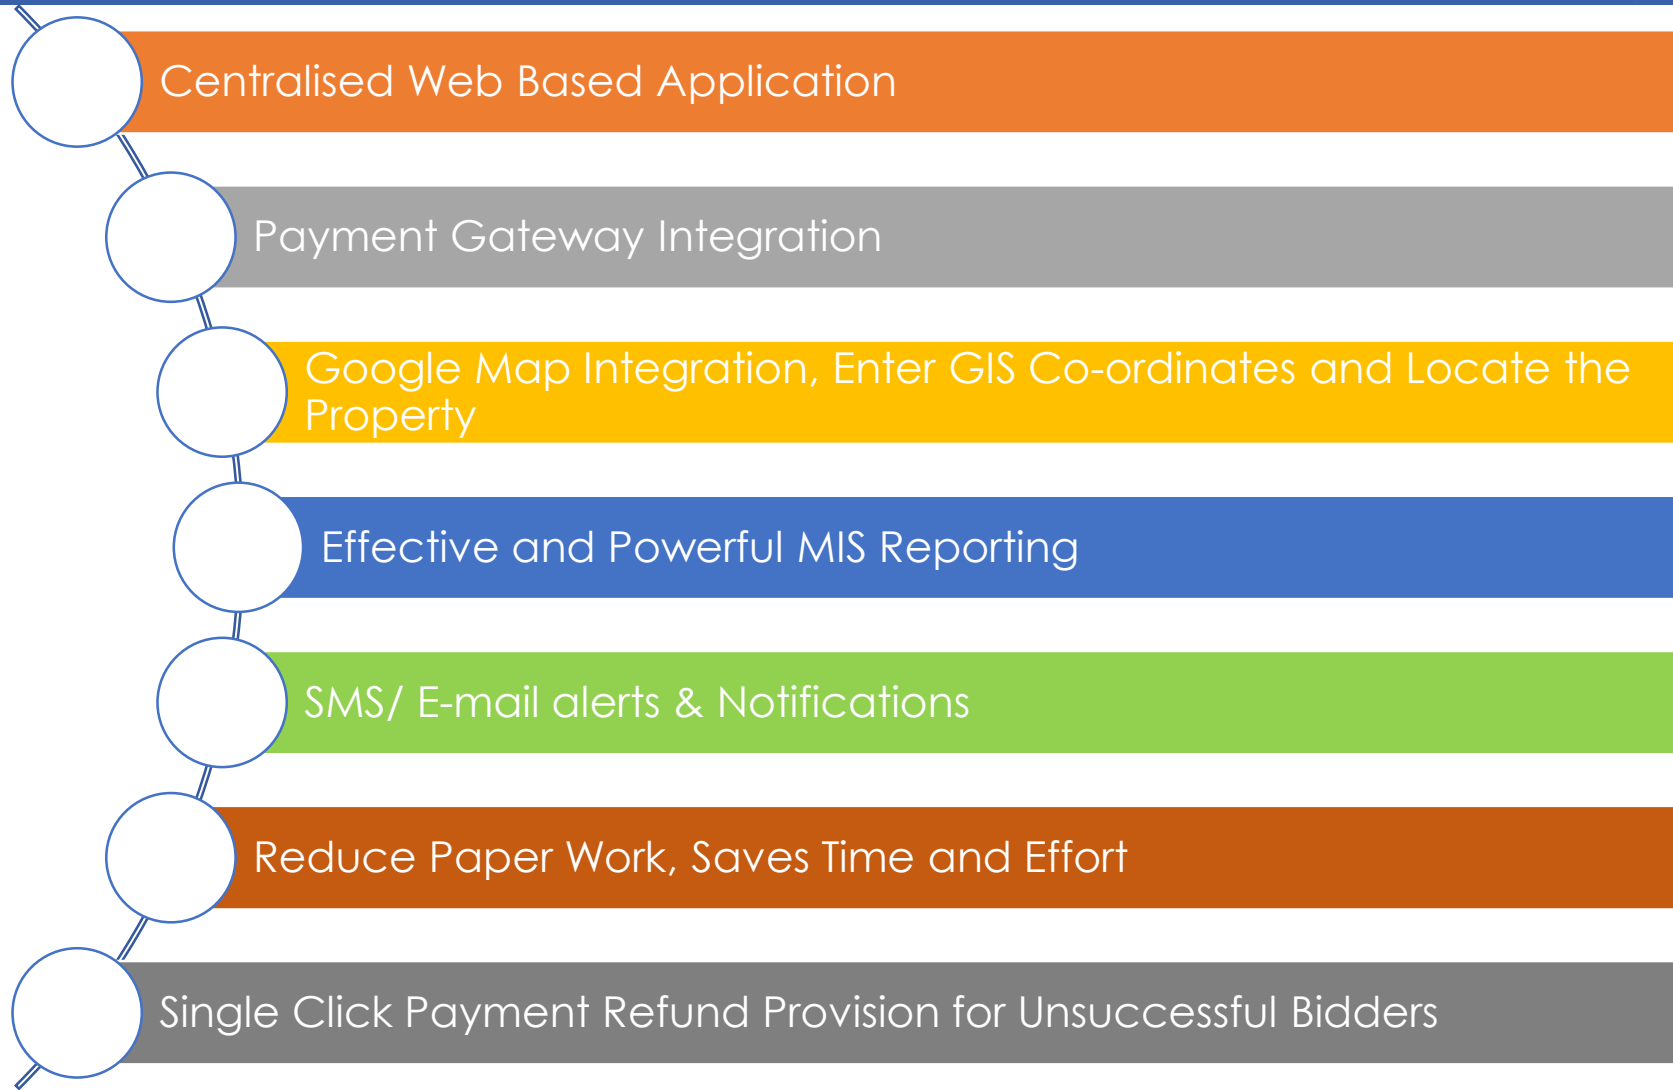 Centralised Web Based Application
Payment Gateway Integration
Google Map Integration, Enter GIS Co-ordinates and Locate the
Property
Effective and Powerful MIS Reporting
SMS/ E-mail alerts & Notifications
Reduce Paper Work, Saves Time and Effort
Single Click Payment Refund Provision for Unsuccessful Bidders